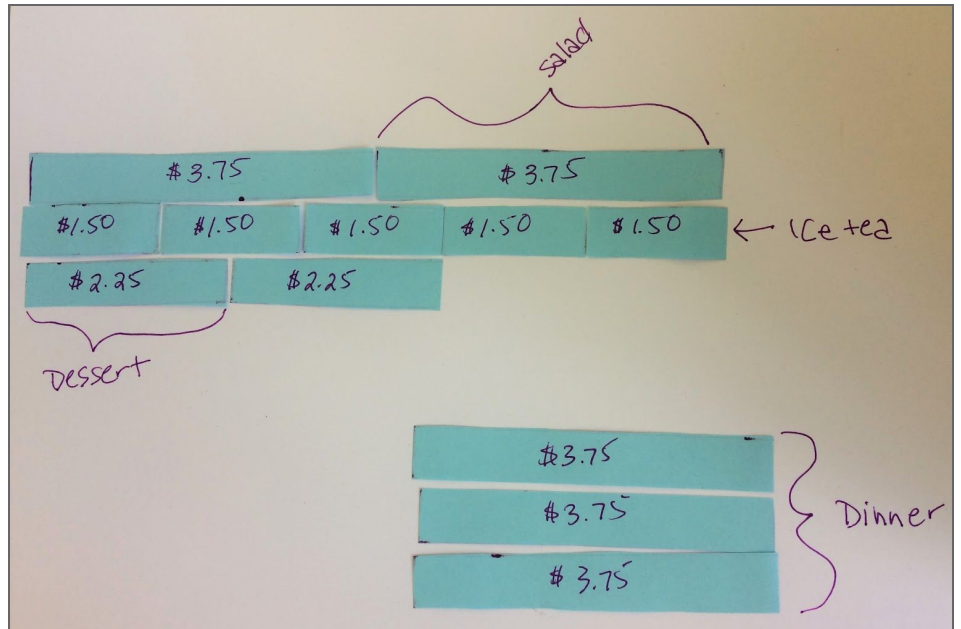 salad
$3.75 $3.75
$1.50 $1.50 $1.50 $1.50 $1.50 ← Ice tea
$2.25 $2.25
Dessert
$3.75
$3.75 Dinner
$3.75